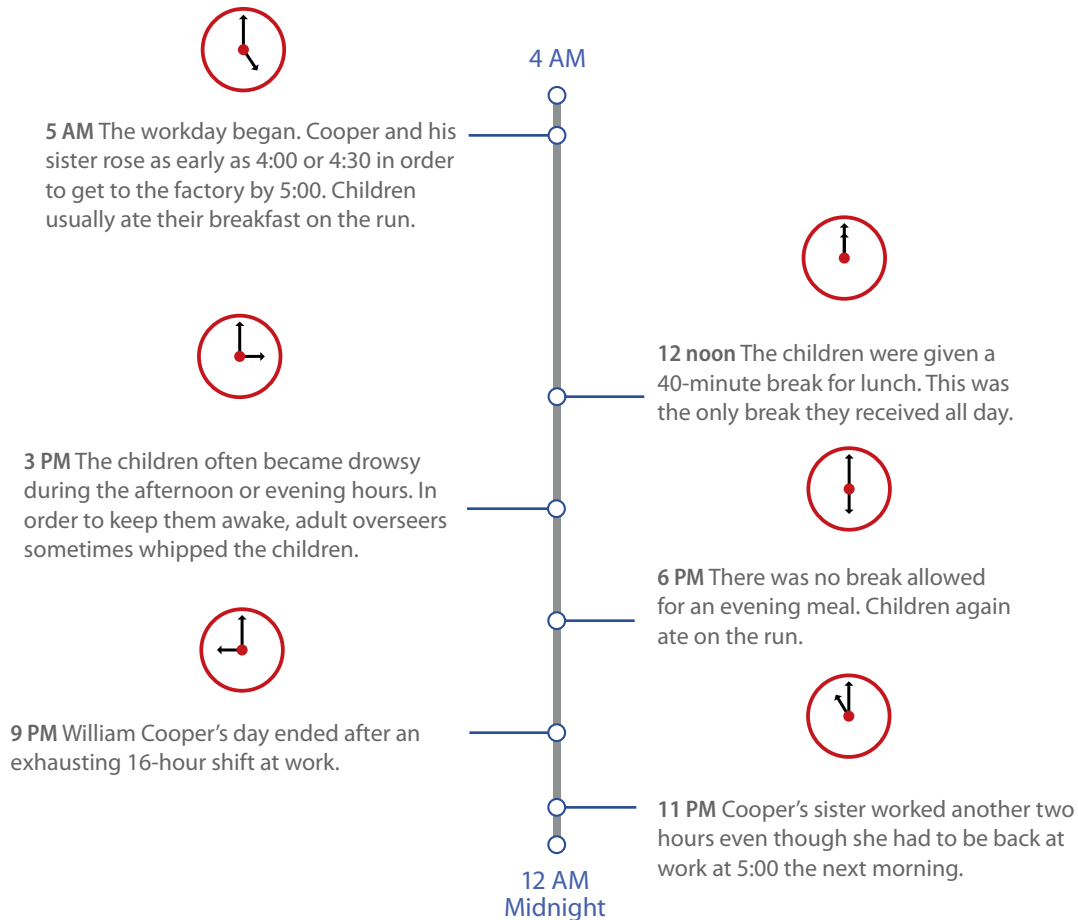 4 AM
5 AM The workday began. Cooper and his
sister rose as early as 4:00 or 4:30 in order
to get to the factory by 5:00. Children
usually ate their breakfast on the run.
12 noon The children were given a
40-minute break for lunch. This was
the only break they received all day.
3 PM The children often became drowsy
during the afternoon or evening hours. In
order to keep them awake, adult overseers
sometimes whipped the children.
6 PM There was no break allowed
for an evening meal. Children again
ate on the run.
9 PM William Cooper’s day ended after an
exhausting 16-hour shift at work.
11 PM Cooper’s sister worked another two
hours even though she had to be back at
work at 5:00 the next morning.
12 AM
Midnight